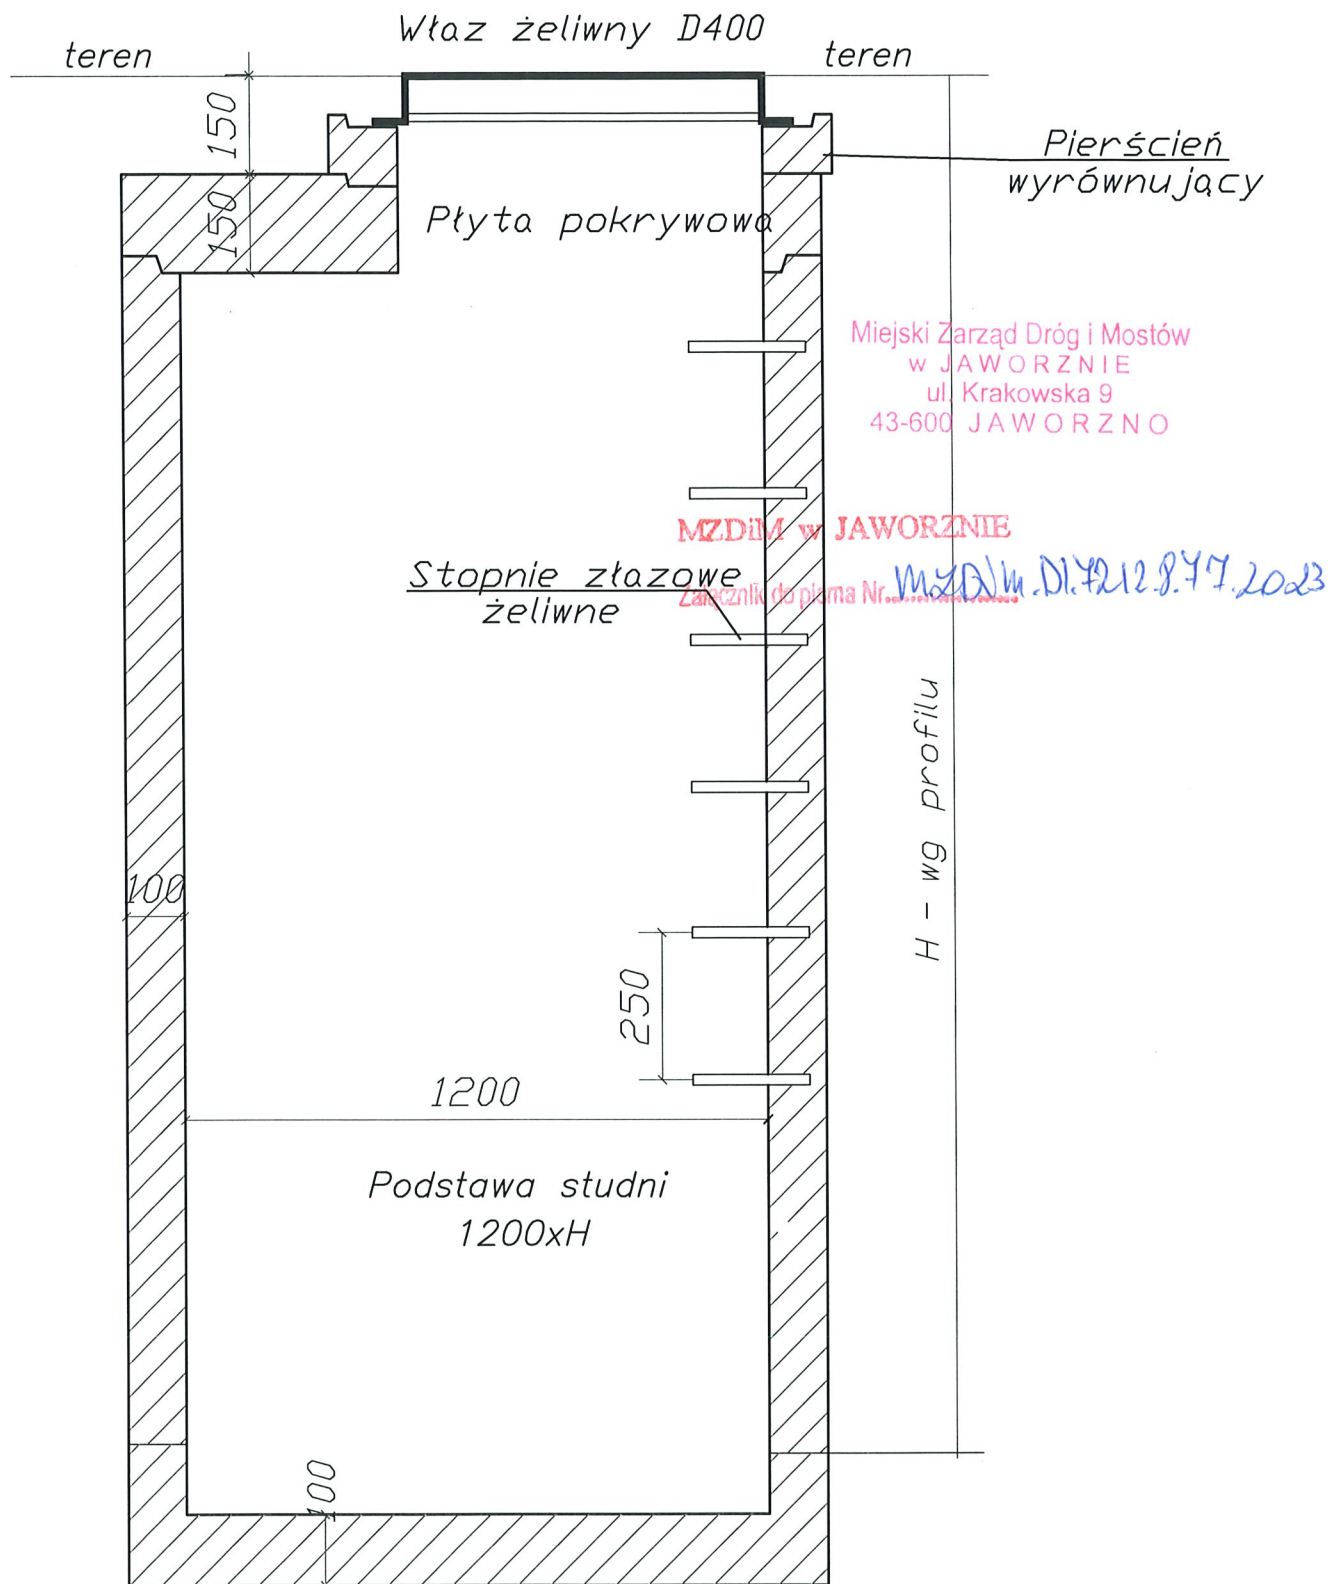 Właz żeliwny D400
teren
teren
150
150
Pierścień
wyrównujący
Płyta pokrywowa
Miejski Zarząd Dróg i Mostów
w JAWORZNIE
ul. Krakowska 9
43-600 JAWORZNO
MZDiM w JAWORZNIE
Załącznik do pisma Nr. MZDiM.DI.7212.8.77.2023
Stopnie złazowe
żeliwne
H - wg profilu
100
250
1200
Podstawa studni
1200xH
100